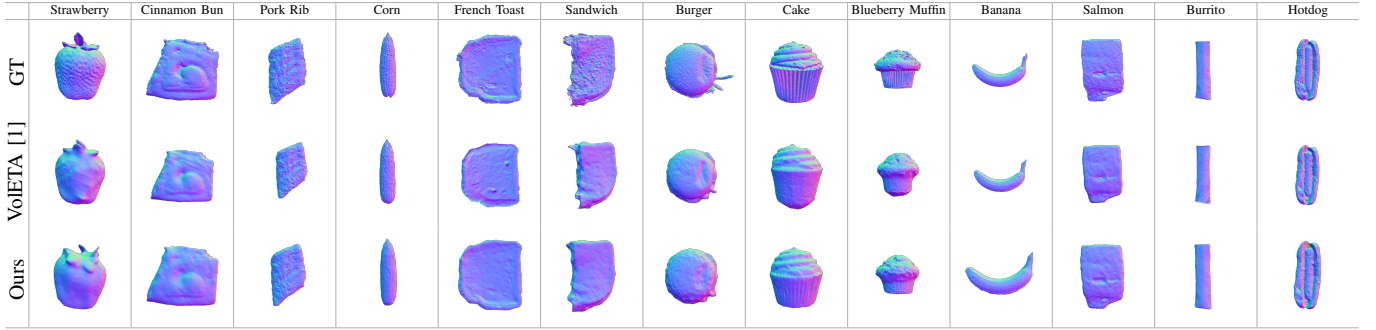 Strawberry Cinnamon Bun Pork Rib Corn French Toast Sandwich Burger Cake Blueberry Muffin Banana Salmon Burrito Hotdog
GT
VolETA [1]
Ours